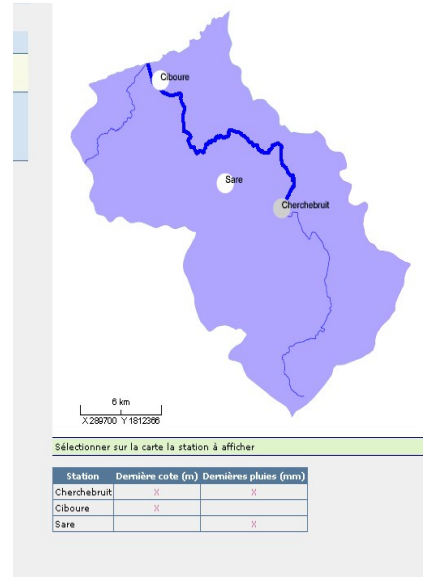 Ciboure
Sare
Cherchebruit
6 km
X 289700 Y 1812366
Sélectionner sur la carte la station à afficher
Station Dernière cote (m) Dernières pluies (mm)
Cherchebruit X X
Ciboure X
Sare X